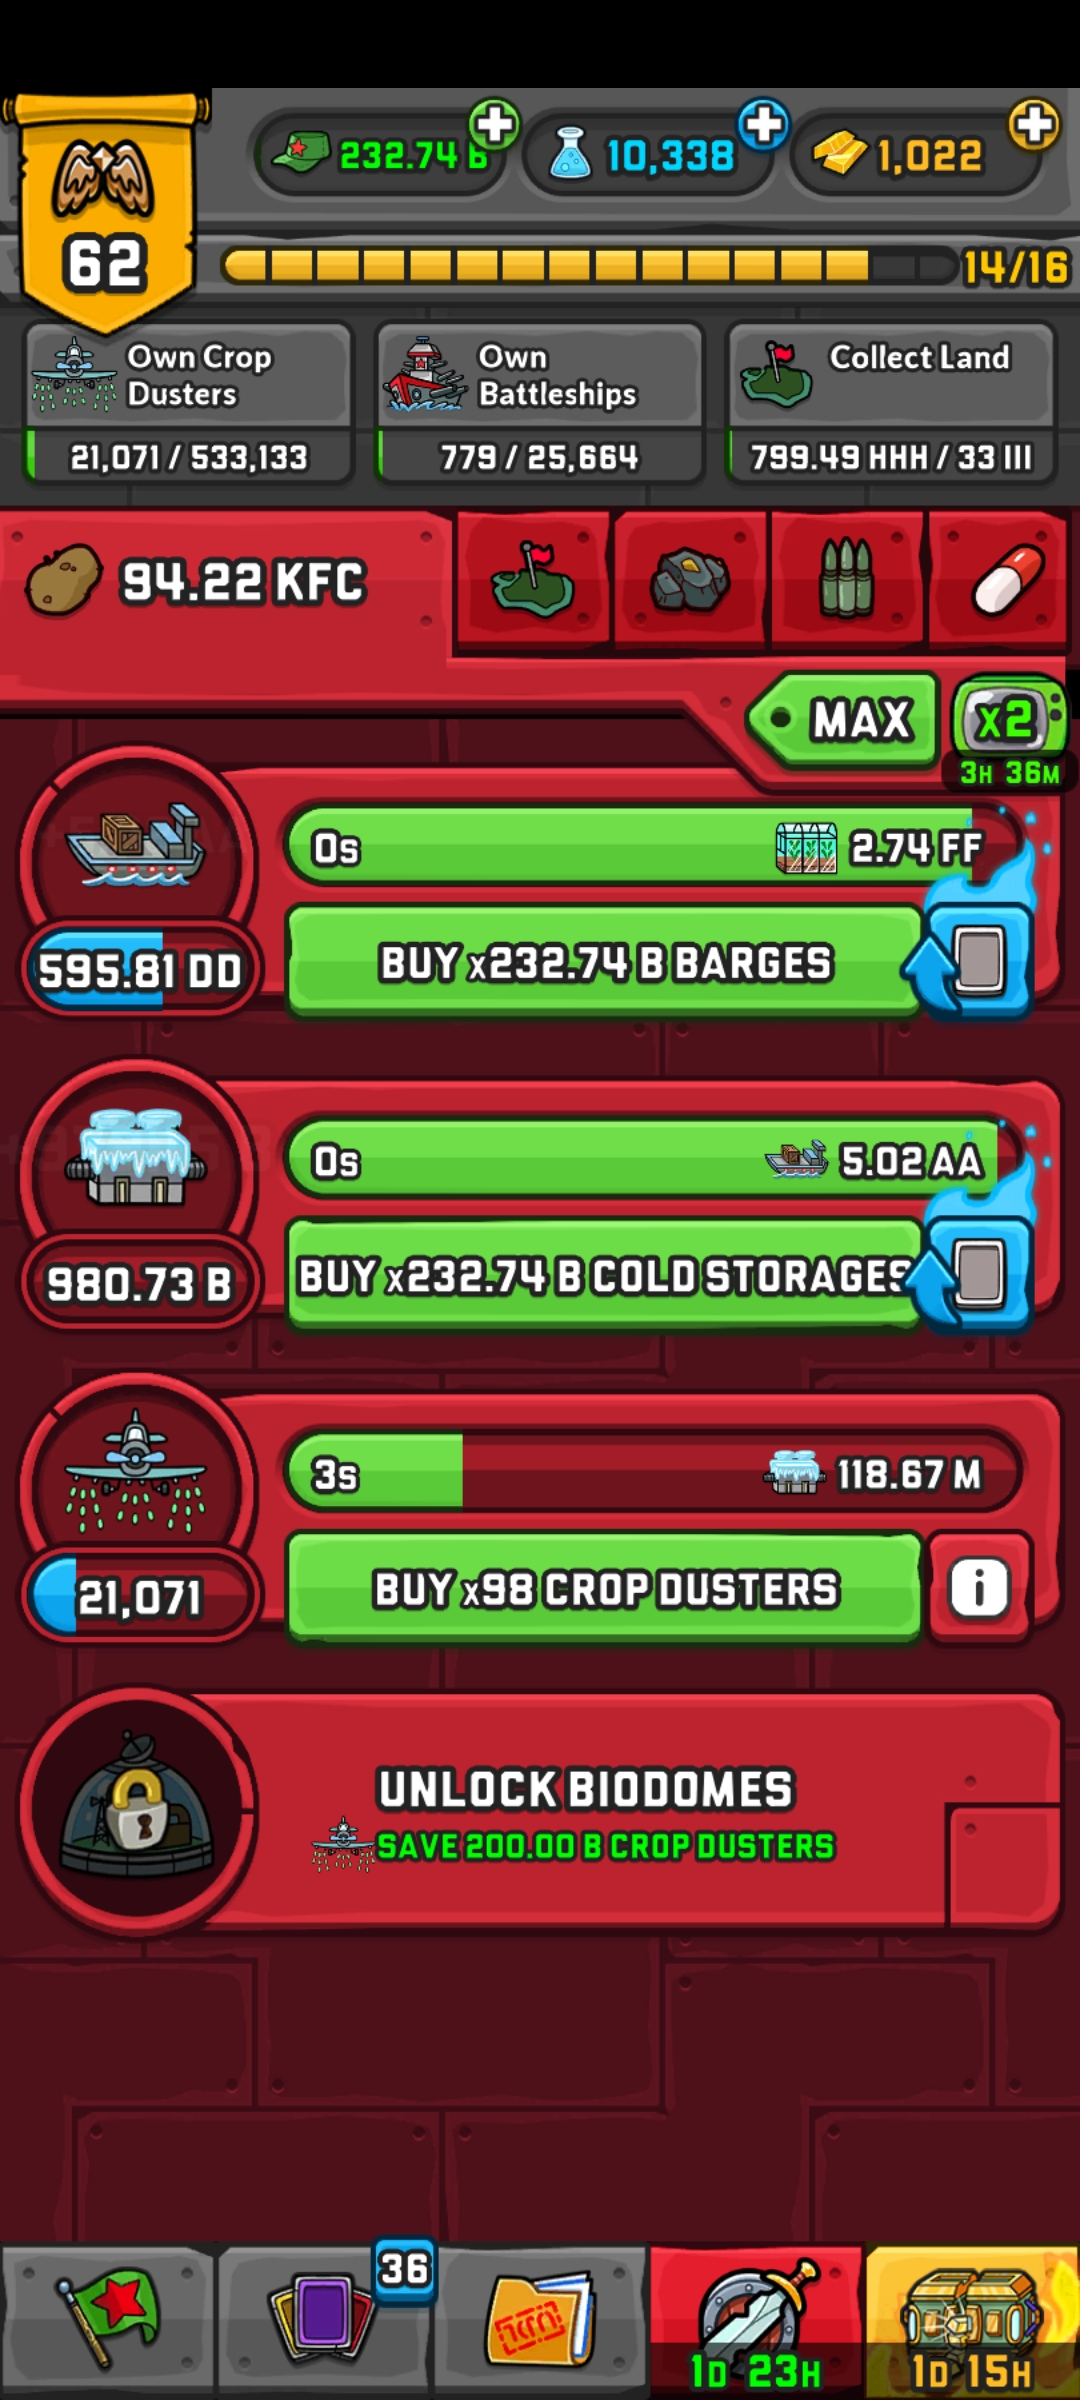 232.74 B
10,338
1,022
62
14/16
Own Crop
Dusters
21,071 / 533,133
Own
Battleships
779 / 25,664
Collect Land
799.49 HHH / 33 III
94.22 KFC
MAX
x2
3H 36M
0s
2.74 FF
595.81 DD
BUY x232.74 B BARGES
0s
5.02 AA
980.73 B
BUY x232.74 B COLD STORAGES
3s
118.67 M
21,071
BUY x98 CROP DUSTERS
i
UNLOCK BIODOMES
SAVE 200.00 B CROP DUSTERS
36
1D 23H
1D 15H